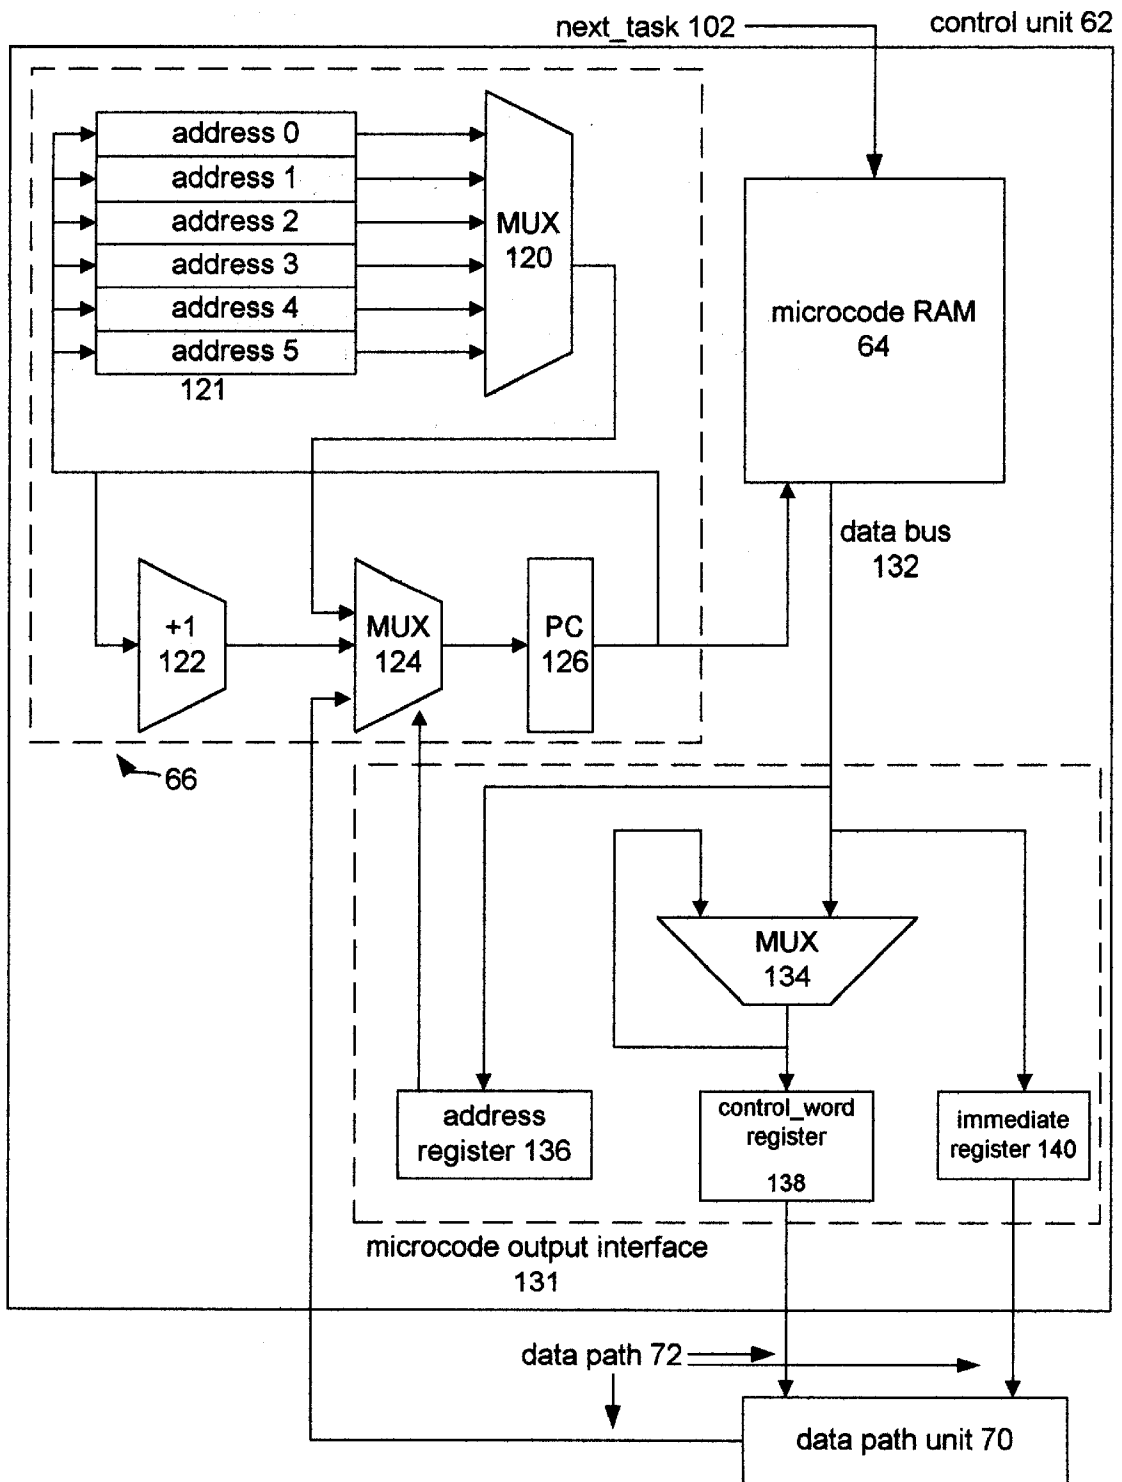 next_task 102
control unit 62
address 0
address 1
address 2
address 3
address 4
address 5
121
MUX
120
microcode RAM
64
data bus
132
+1
122
MUX
124
PC
126
66
MUX
134
address
register 136
control_word
register
138
immediate
register 140
microcode output interface
131
data path 72
data path unit 70